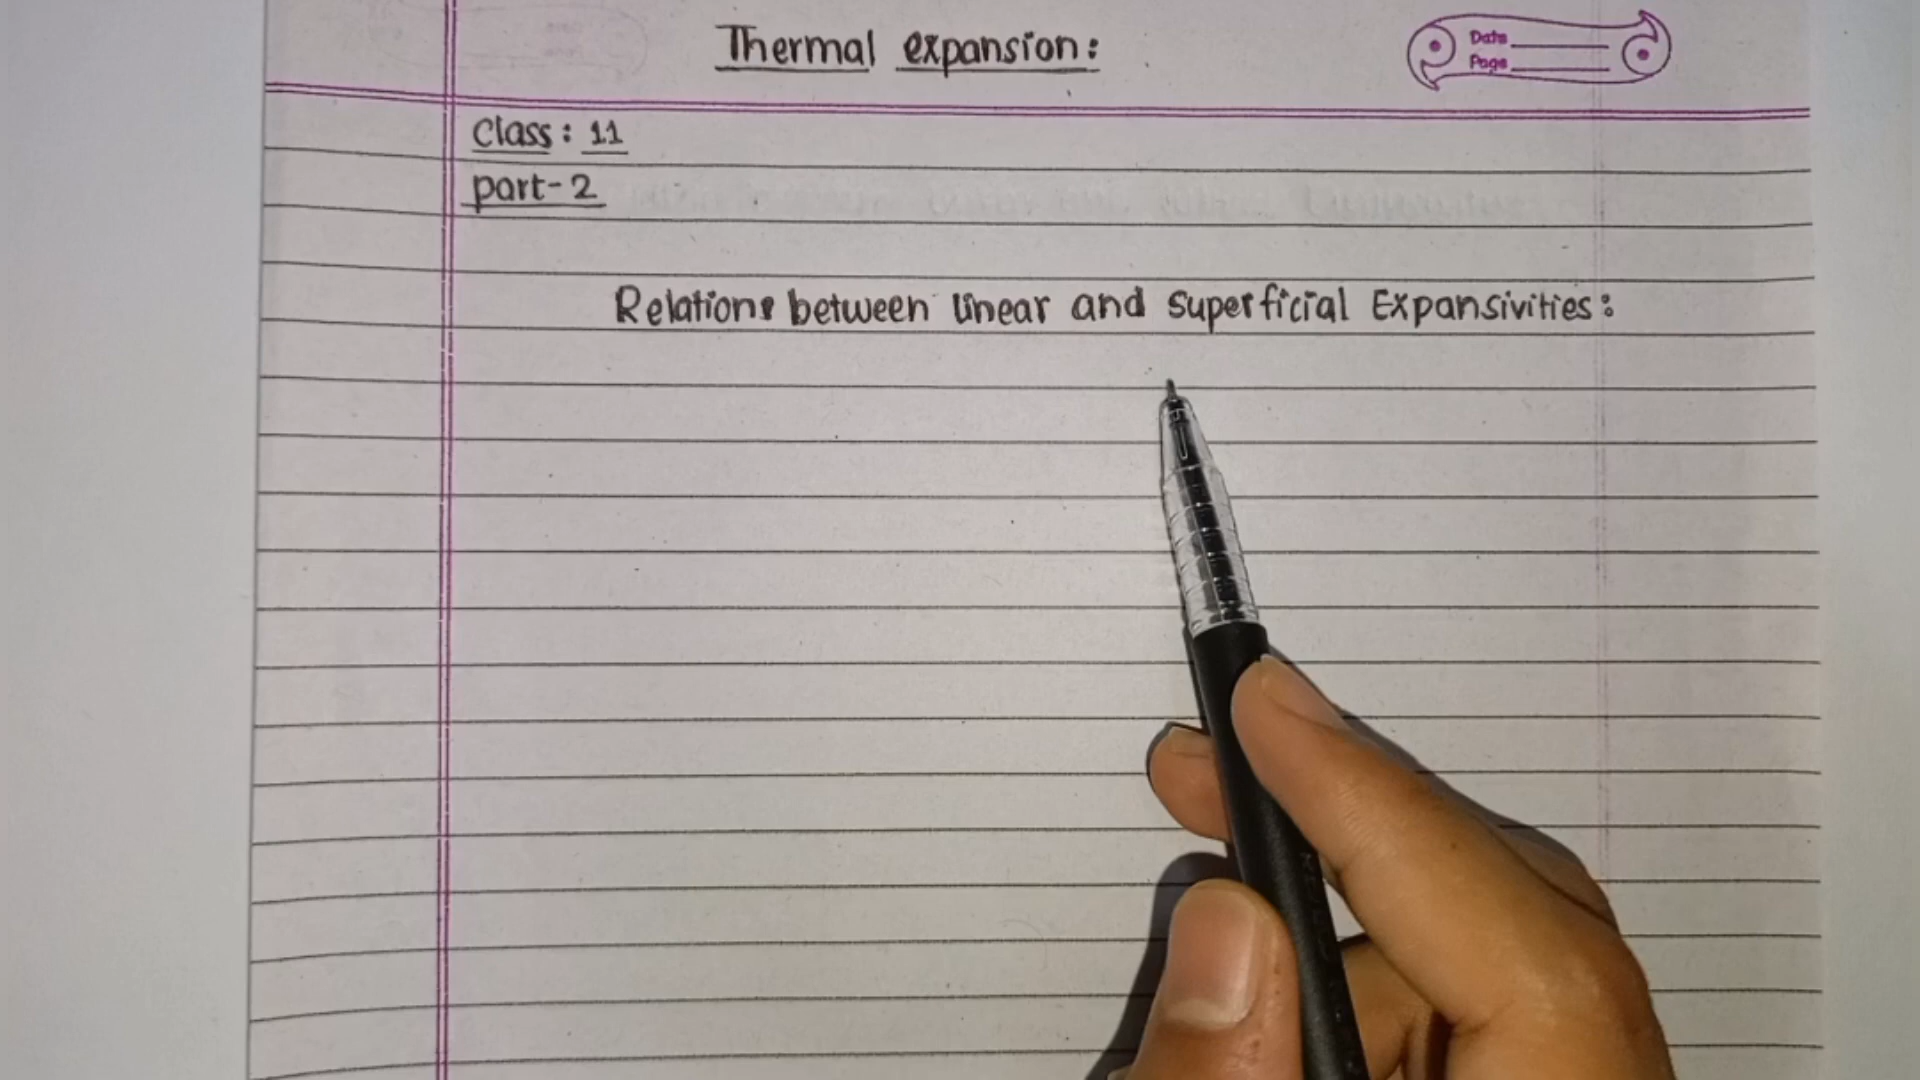 Thermal expansion:
Date
Page
Class: 11
part-2
Relations between linear and superficial Expansivities: